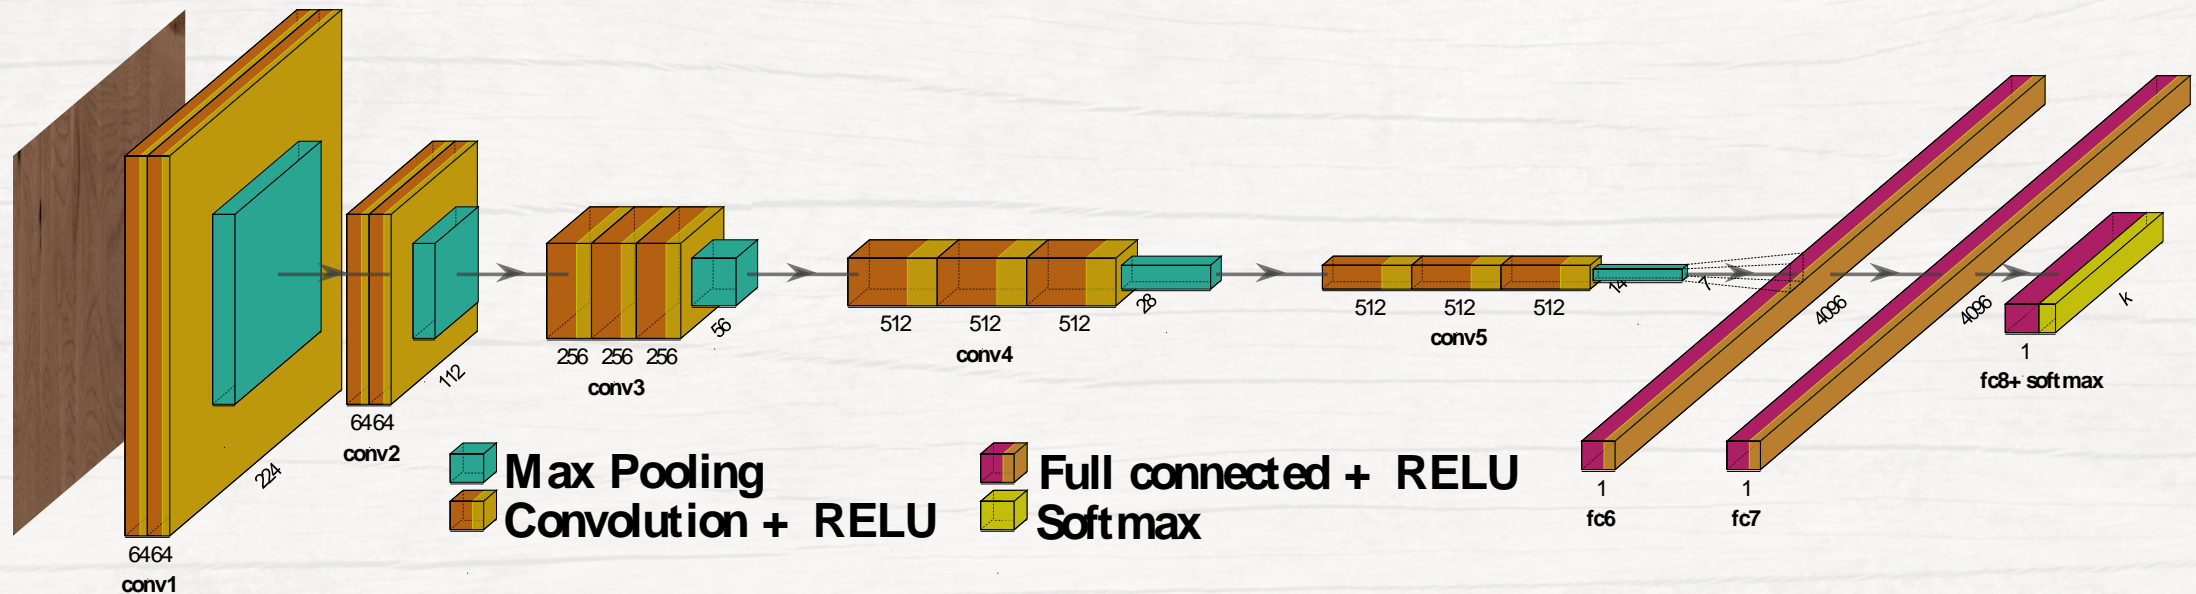 6464
conv1
224
6464
conv2
112
256 256 256
conv3
56
512 512 512
conv4
28
512 512 512
conv5
14
7
1
fc6
4096
1
fc7
4096
1
fc8+ softmax
k
Max Pooling
Convolution + RELU
Full connected + RELU
Softmax